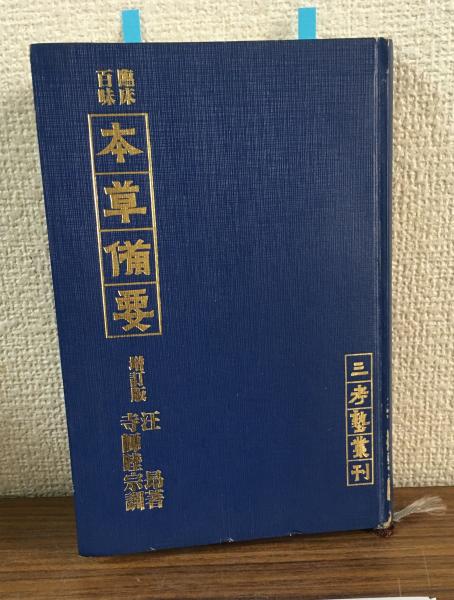 臨床
百味
本草備要
増訂版
汪 昂著
寺師睦宗訓
三考塾叢刊